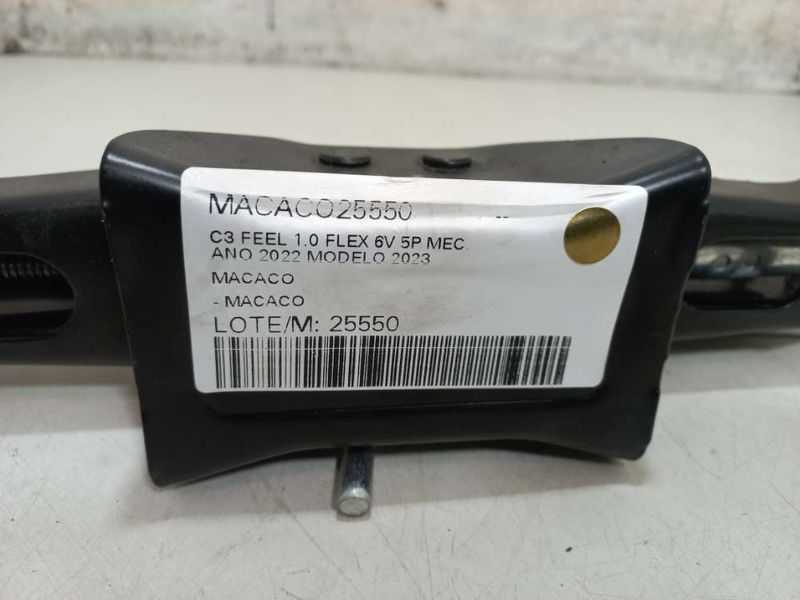 MACACO25550
C3 FEEL 1.0 FLEX 6V 5P MEC.
ANO 2022 MODELO 2023
MACACO
- MACACO
LOTE/M: 25550